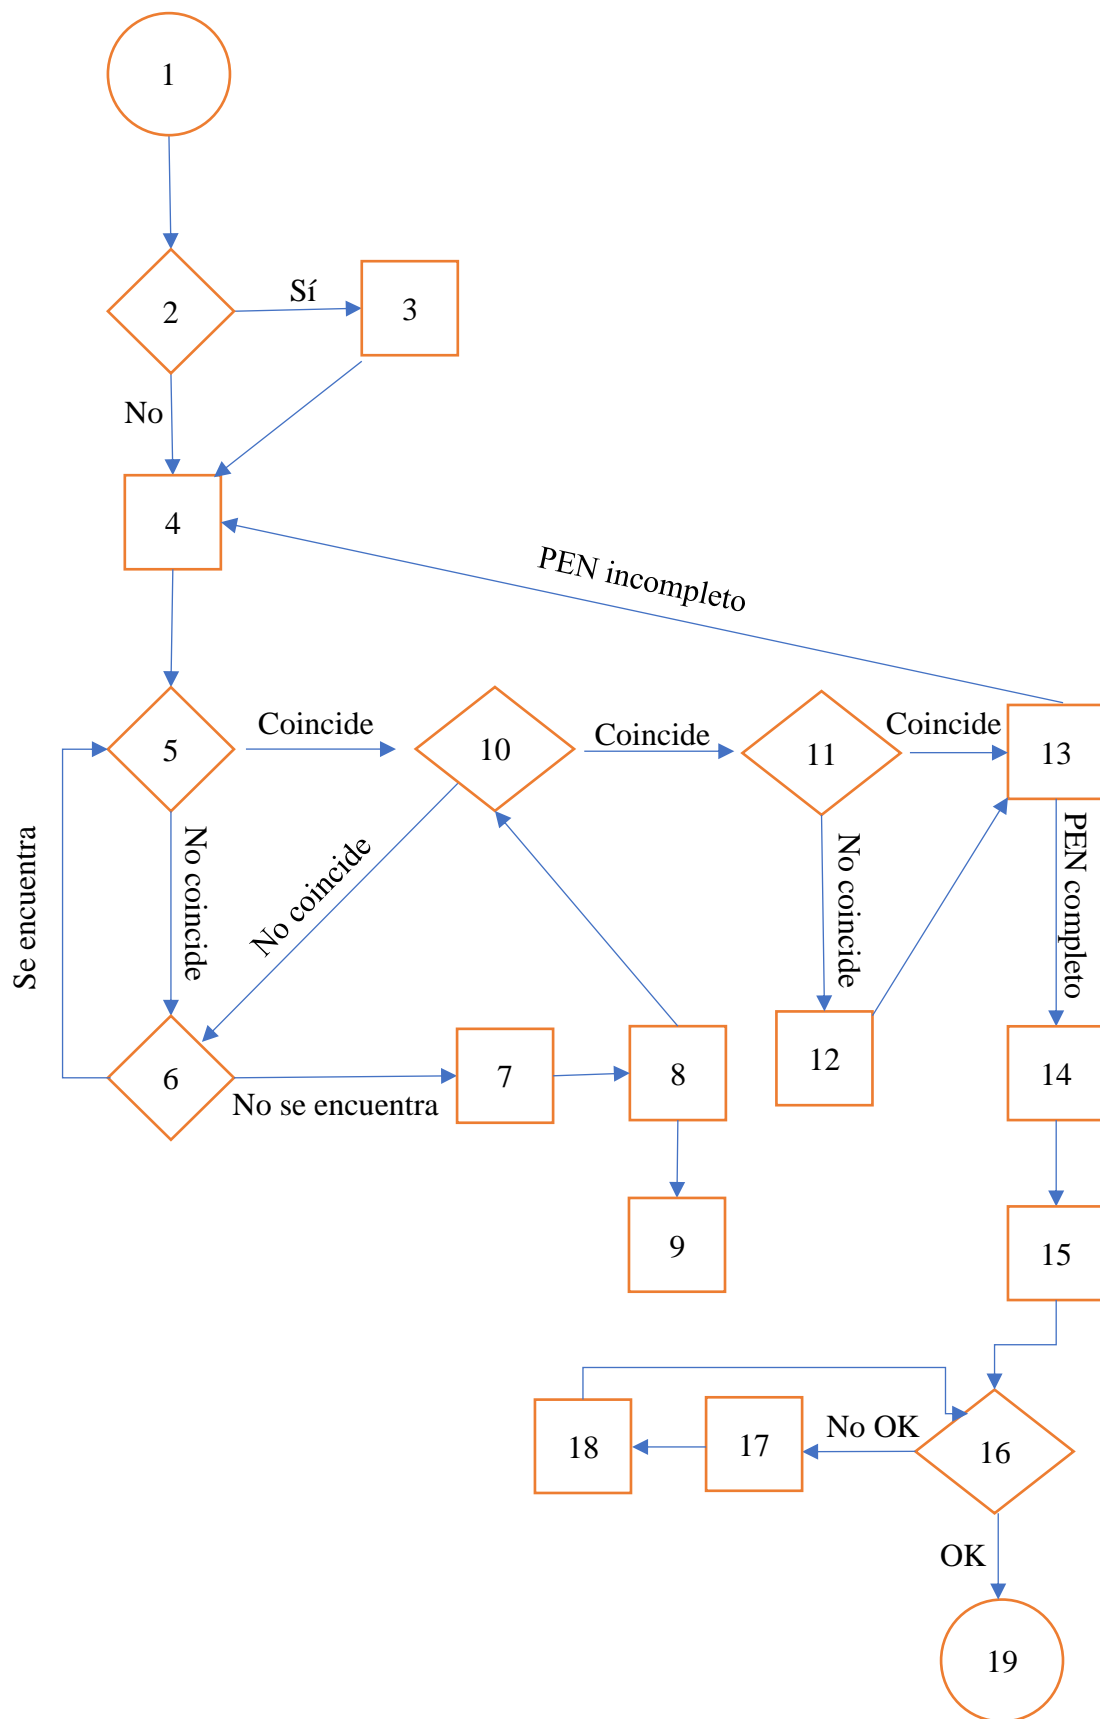 1
2
Sí
3
No
4
PEN incompleto
5
Coincide
10
Coincide
11
Coincide
13
Se encuentra
No coincide
No coincide
No coincide
PEN completo
6
No se encuentra
7
8
12
14
9
15
18
17
No OK
16
OK
19